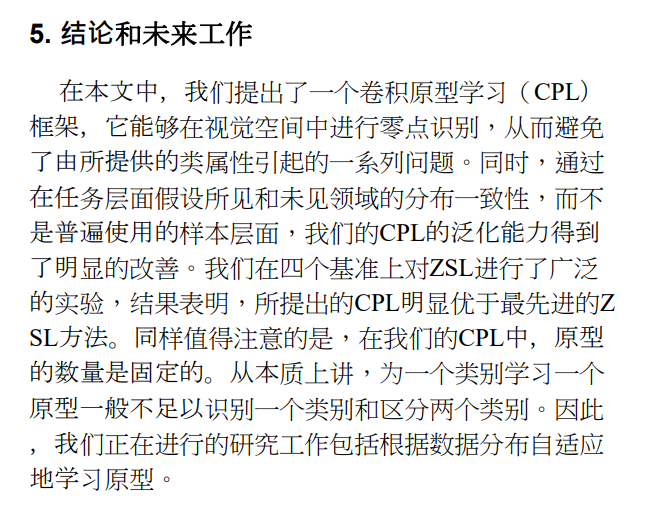 5. 结论和未来工作
在本文中，我们提出了一个卷积原型学习（CPL）
框架，它能够在视觉空间中进行零点识别，从而避免
了由所提供的类属性引起的一系列问题。同时，通过
在任务层面假设所见和未见领域的分布一致性，而不
是普遍使用的样本层面，我们的CPL的泛化能力得到
了明显的改善。我们在四个基准上对ZSL进行了广泛
的实验，结果表明，所提出的CPL明显优于最先进的Z
SL方法。同样值得注意的是，在我们的CPL中，原型
的数量是固定的。从本质上讲，为一个类别学习一个
原型一般不足以识别一个类别和区分两个类别。因此
，我们正在进行的研究工作包括根据数据分布自适应
地学习原型。